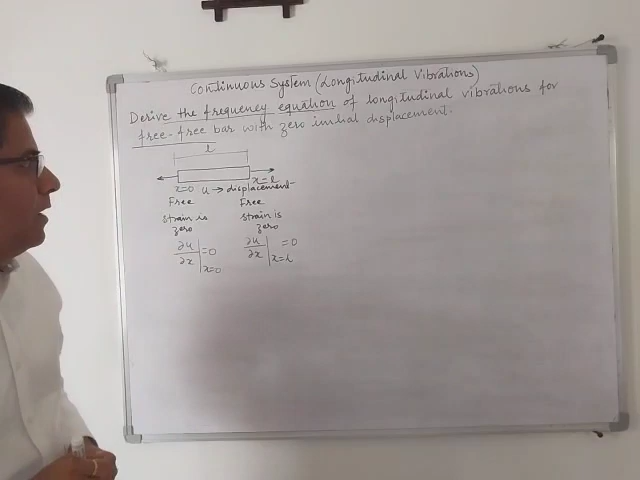 Continuous System (Longitudinal Vibrations)
Derive the frequency equation of longitudinal vibrations for
free-free bar with zero initial displacement.
l
x=0 u → displacement x=l
Free Free
strain is strain is
zero zero
∂u/∂x|x=0 =0 ∂u/∂x|x=l =0